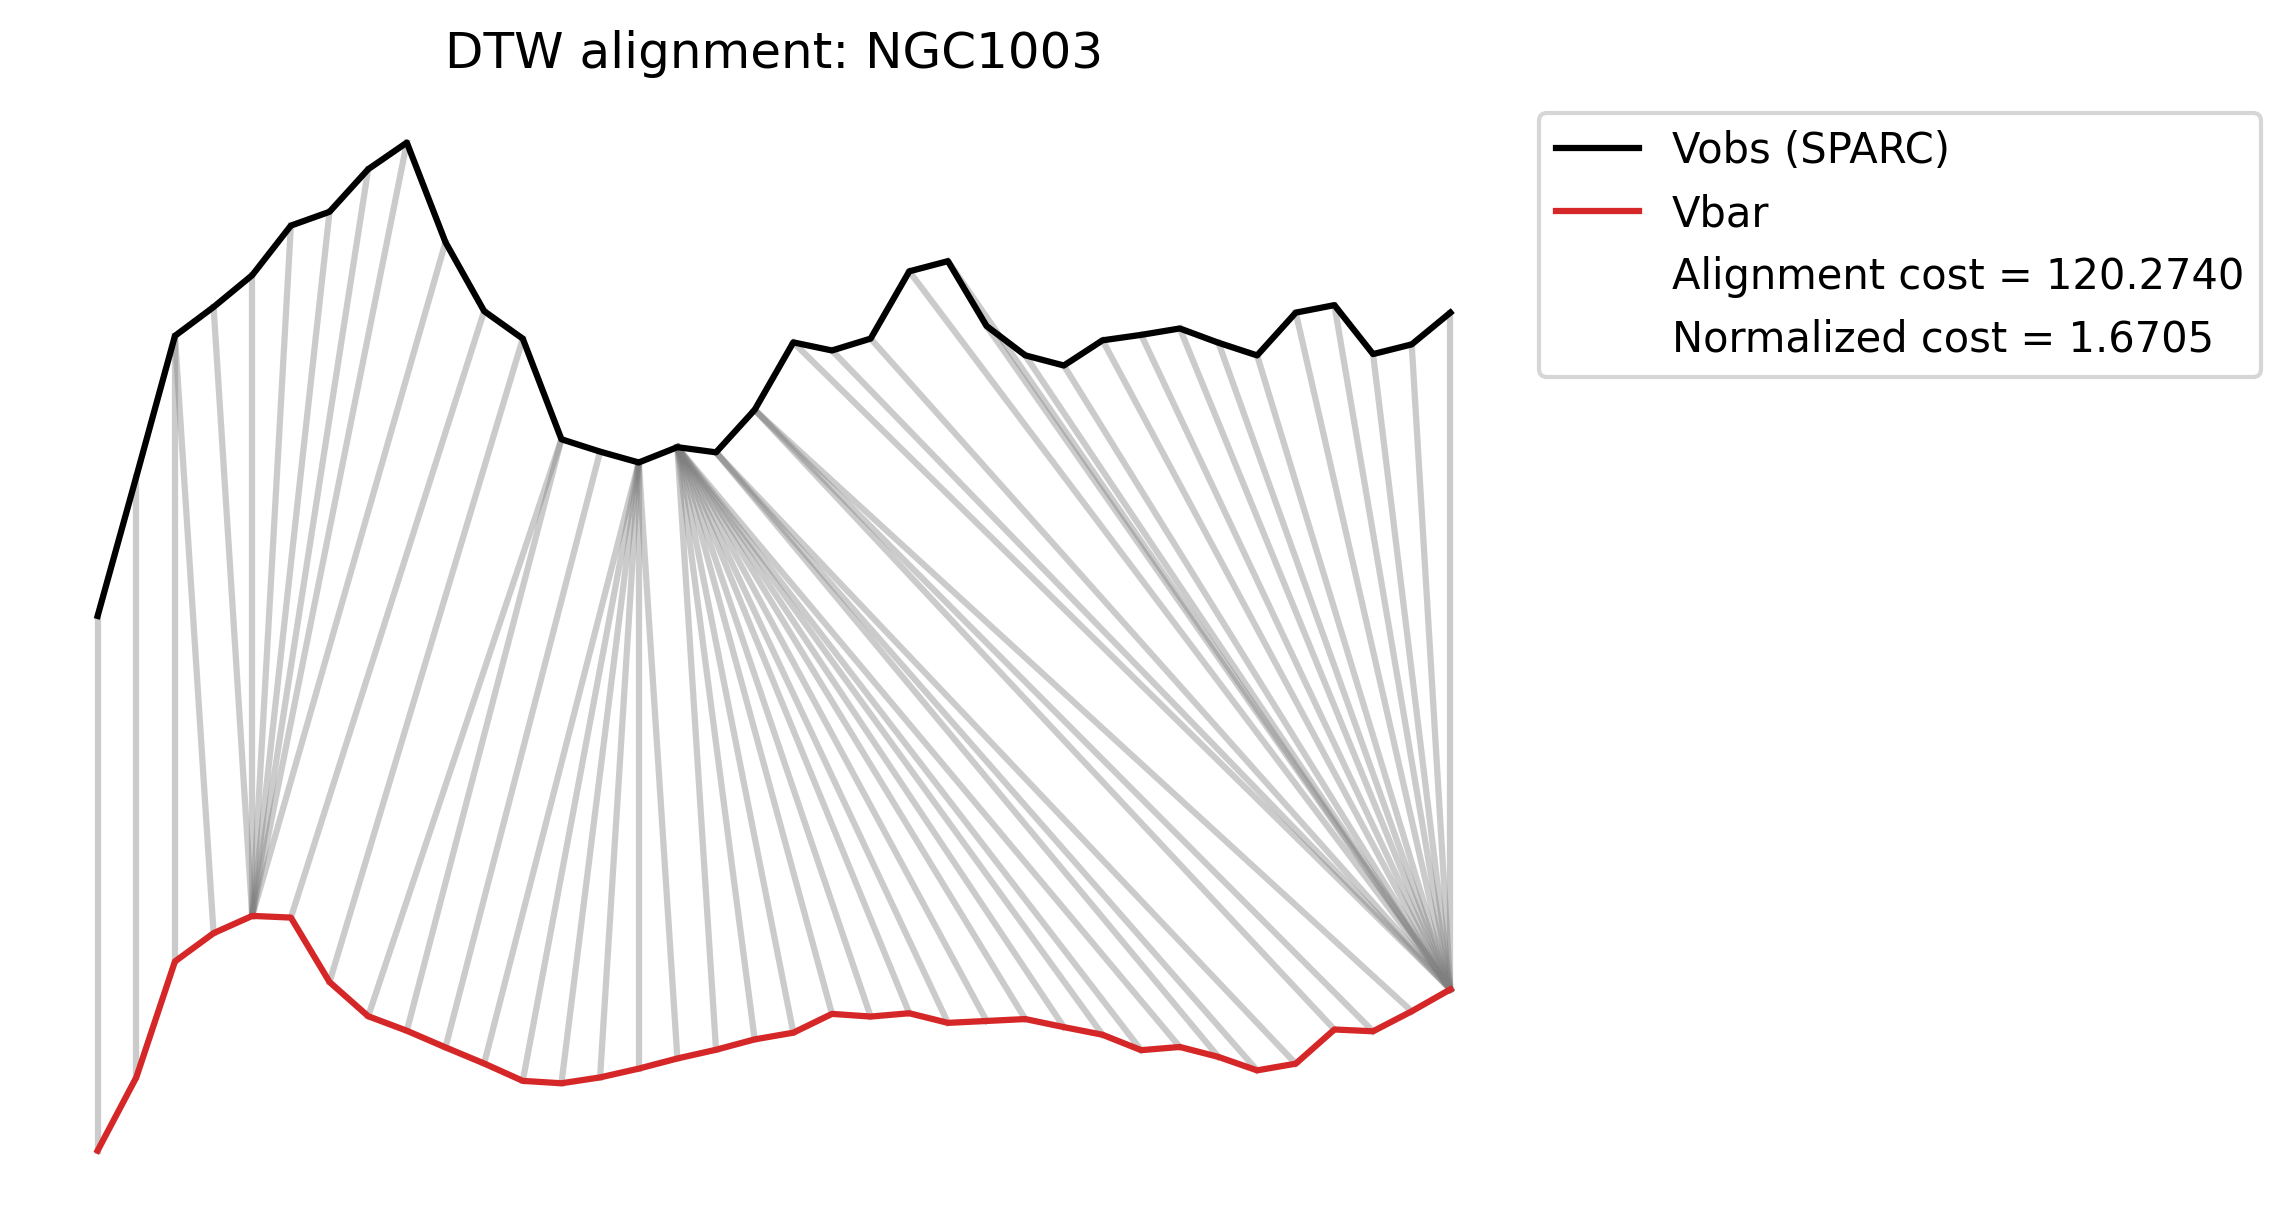 DTW alignment: NGC1003
Vobs (SPARC)
Vbar
Alignment cost = 120.2740
Normalized cost = 1.6705